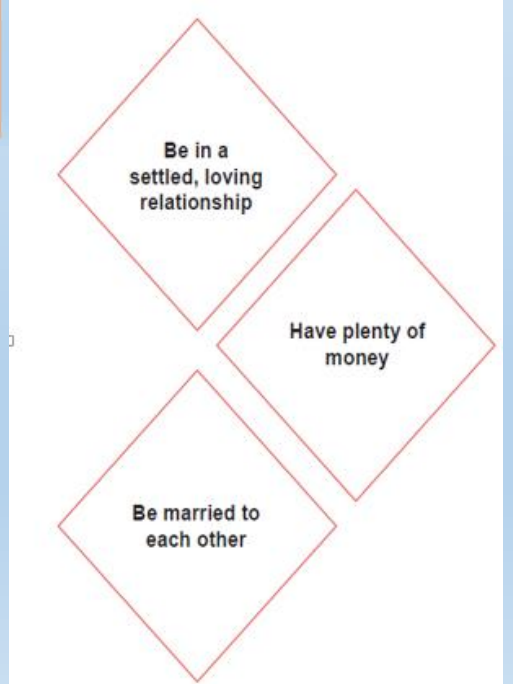 Be in a
settled, loving
relationship
Have plenty of
money
Be married to
each other